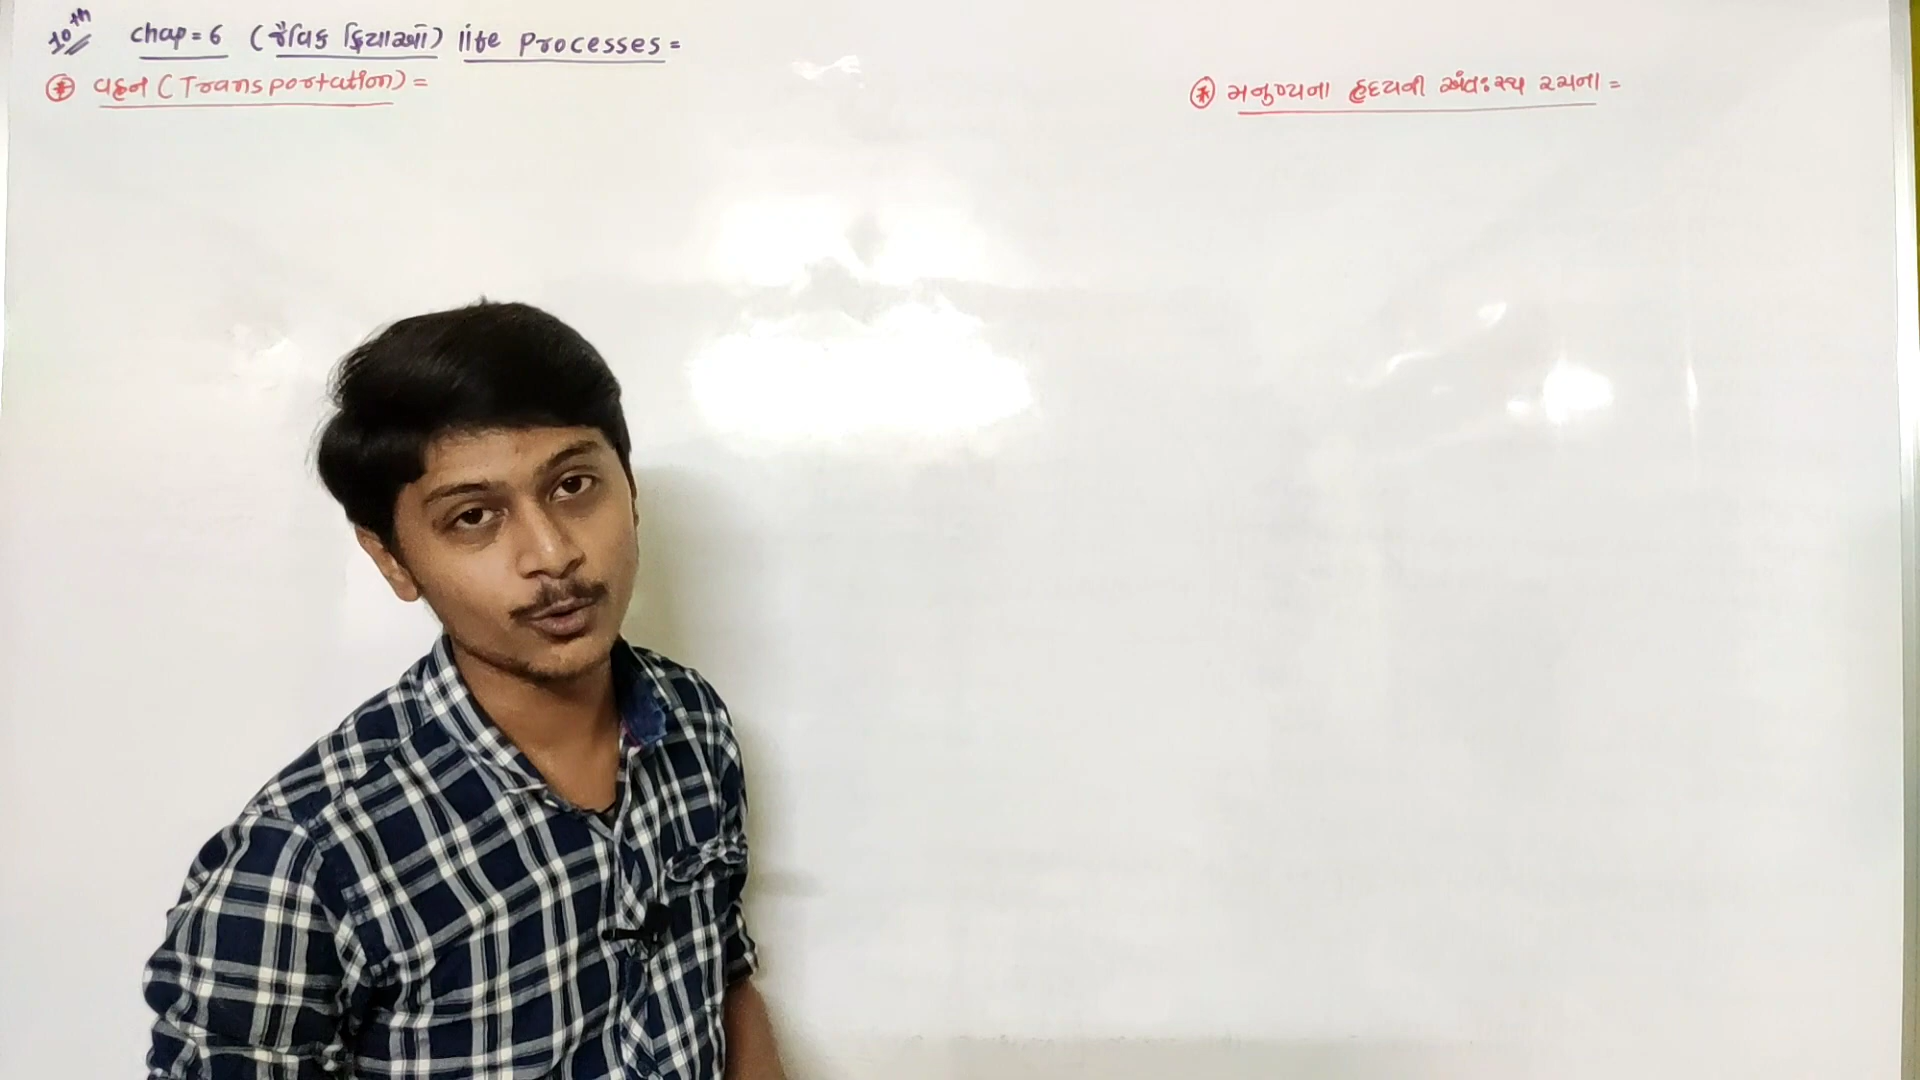 10th chap = 6 (જૈવિક ક્રિયાઓ) life Processes =
* વહન (Transportation) =
* મનુષ્યના હૃદયની અંતઃસ્થ રચના =